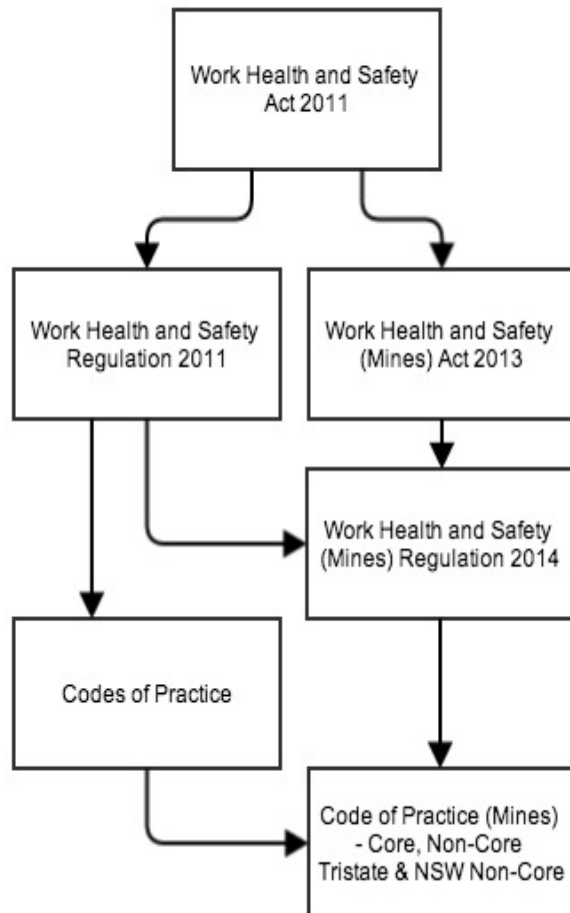 Work Health and Safety
Act 2011
Work Health and Safety
Regulation 2011
Work Health and Safety
(Mines) Act 2013
Work Health and Safety
(Mines) Regulation 2014
Codes of Practice
Code of Practice (Mines)
- Core, Non-Core
Tristate & NSW Non-Core